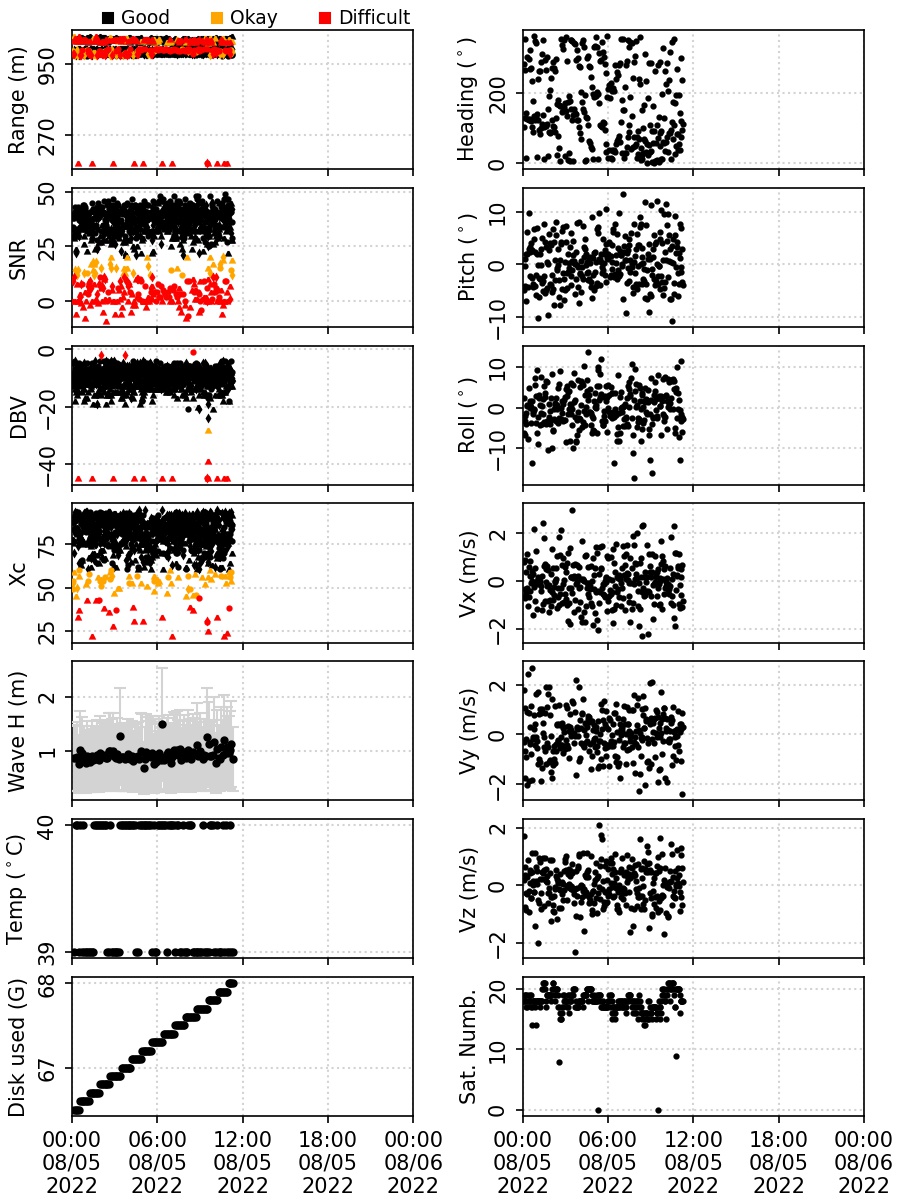 Good Okay Difficult
Range (m)
950
270
Heading (°)
200
0
SNR
50
25
0
Pitch (°)
10
0
−10
DBV
0
−20
−40
Roll (°)
10
0
−10
Xc
75
50
25
Vx (m/s)
2
0
−2
Wave H (m)
2
1
Vy (m/s)
2
0
−2
Temp (°C)
40
39
Vz (m/s)
2
0
−2
Disk used (G)
68
67
Sat. Numb.
20
10
0
00:00 06:00 12:00 18:00 00:00
08/05 08/05 08/05 08/05 08/06
2022 2022 2022 2022 2022
00:00 06:00 12:00 18:00 00:00
08/05 08/05 08/05 08/05 08/06
2022 2022 2022 2022 2022